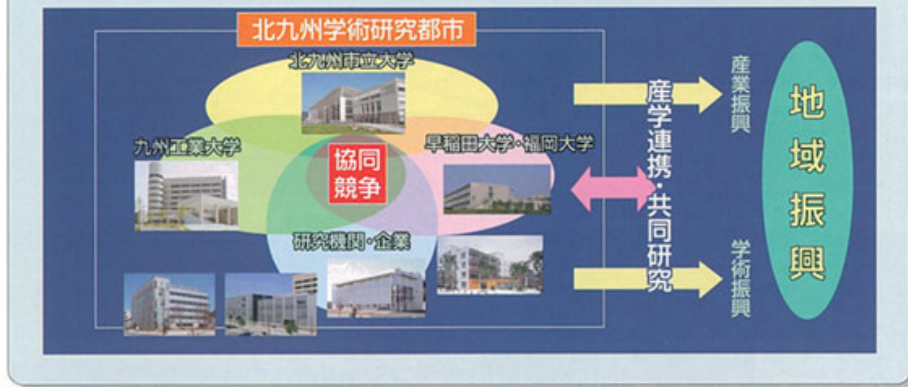 北九州学術研究都市
北九州市立大学
九州工業大学
早稲田大学・福岡大学
協同
競争
研究機関・企業
産学連携・共同研究
産業振興
学術振興
地域振興